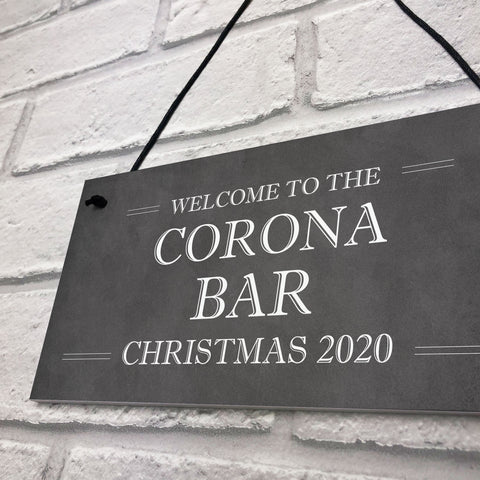 WELCOME TO THE
CORONA
BAR
CHRISTMAS 2020